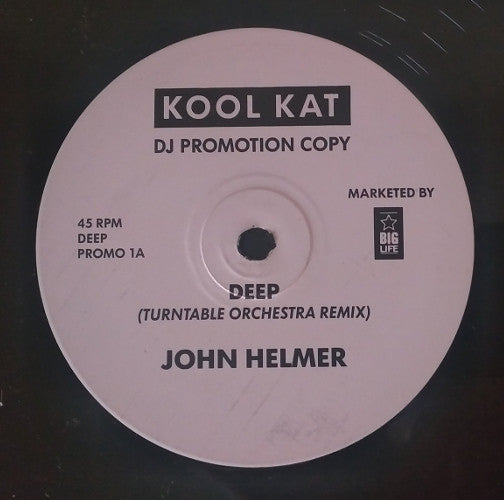 KOOL KAT
DJ PROMOTION COPY
MARKETED BY
BIG
LIFE
45 RPM
DEEP
PROMO 1A
DEEP
(TURNTABLE ORCHESTRA REMIX)
JOHN HELMER